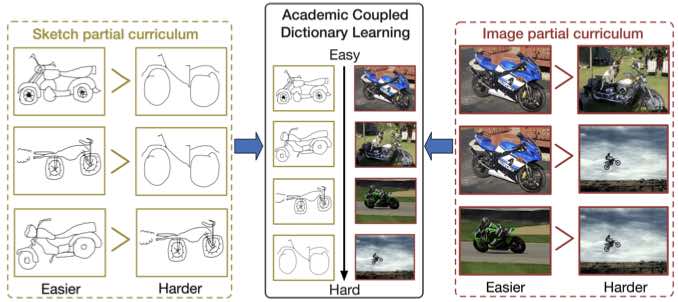 Sketch partial curriculum
>
>
>
Easier
Harder
Academic Coupled
Dictionary Learning
Easy
Hard
Image partial curriculum
>
>
>
Easier
Harder